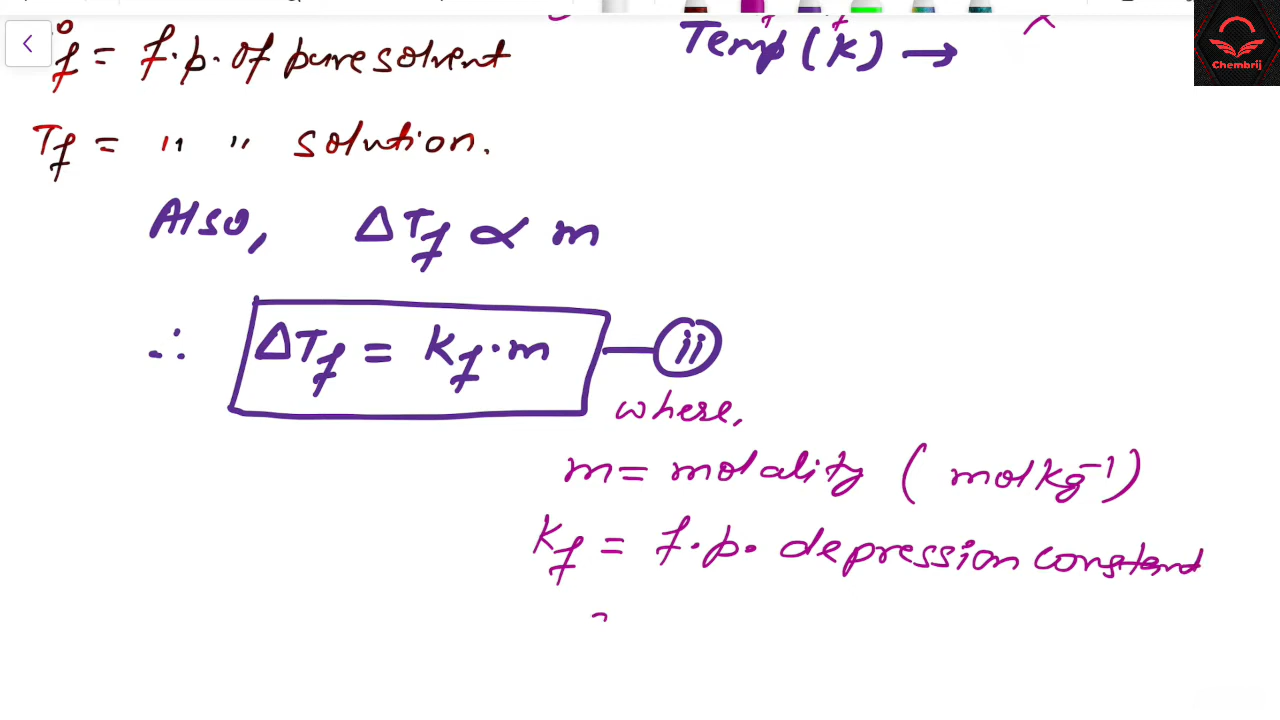 °f = f.p. of pure solvent
Temp (K) →
Chembrij
Tf = " " solution.
Also, ΔTf ∝ m
∴ ΔTf = Kf·m — ii
where,
m = molality (mol kg⁻¹)
Kf = f.p. depression constant